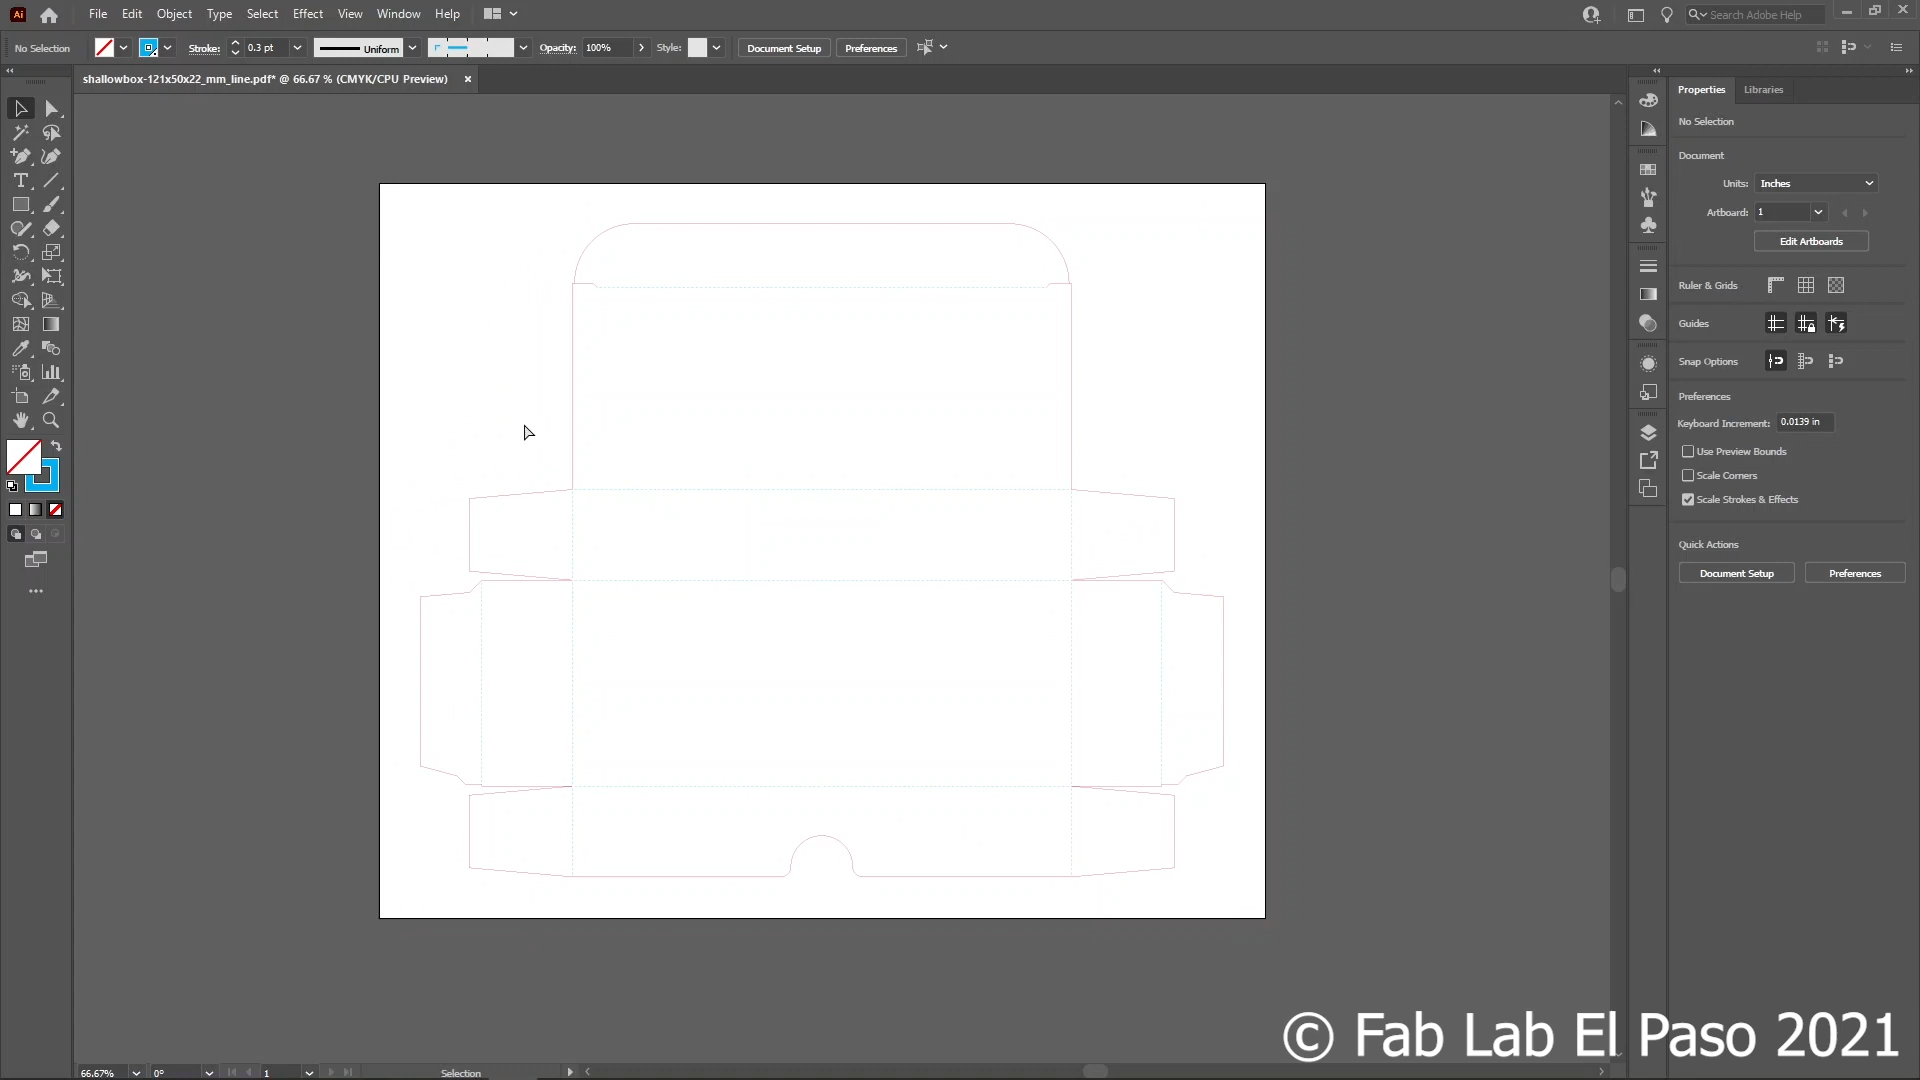 Ai File Edit Object Type Select Effect View Window Help Search Adobe Help
No Selection Stroke: 0.3 pt Uniform Opacity: 100% Style: Document Setup Preferences
shallowbox-121x50x22_mm_line.pdf* @ 66.67 % (CMYK/CPU Preview)
Properties Libraries
No Selection
Document
Units: Inches
Artboard: 1
Edit Artboards
Ruler & Grids
Guides
Snap Options
Preferences
Keyboard Increment: 0.0139 in
Use Preview Bounds
Scale Corners
Scale Strokes & Effects
Quick Actions
Document Setup Preferences
© Fab Lab El Paso 2021
66.67% 0° 1 Selection